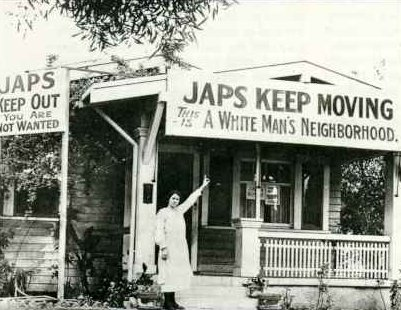 JAPS
KEEP OUT
YOU ARE
NOT WANTED
JAPS KEEP MOVING
THIS IS A WHITE MAN'S NEIGHBORHOOD.